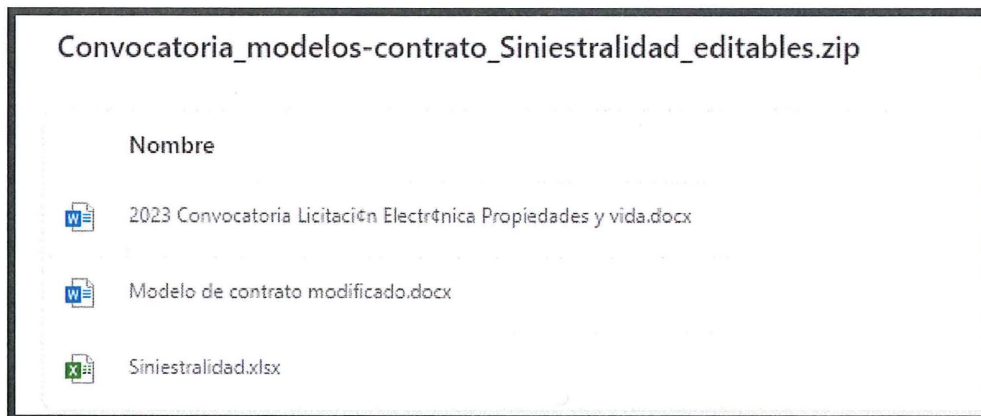 Convocatoria_modelos-contrato_Siniestralidad_editables.zip
Nombre
2023 Convocatoria Licitaci¢n Electr¢nica Propiedades y vida.docx
Modelo de contrato modificado.docx
Siniestralidad.xlsx